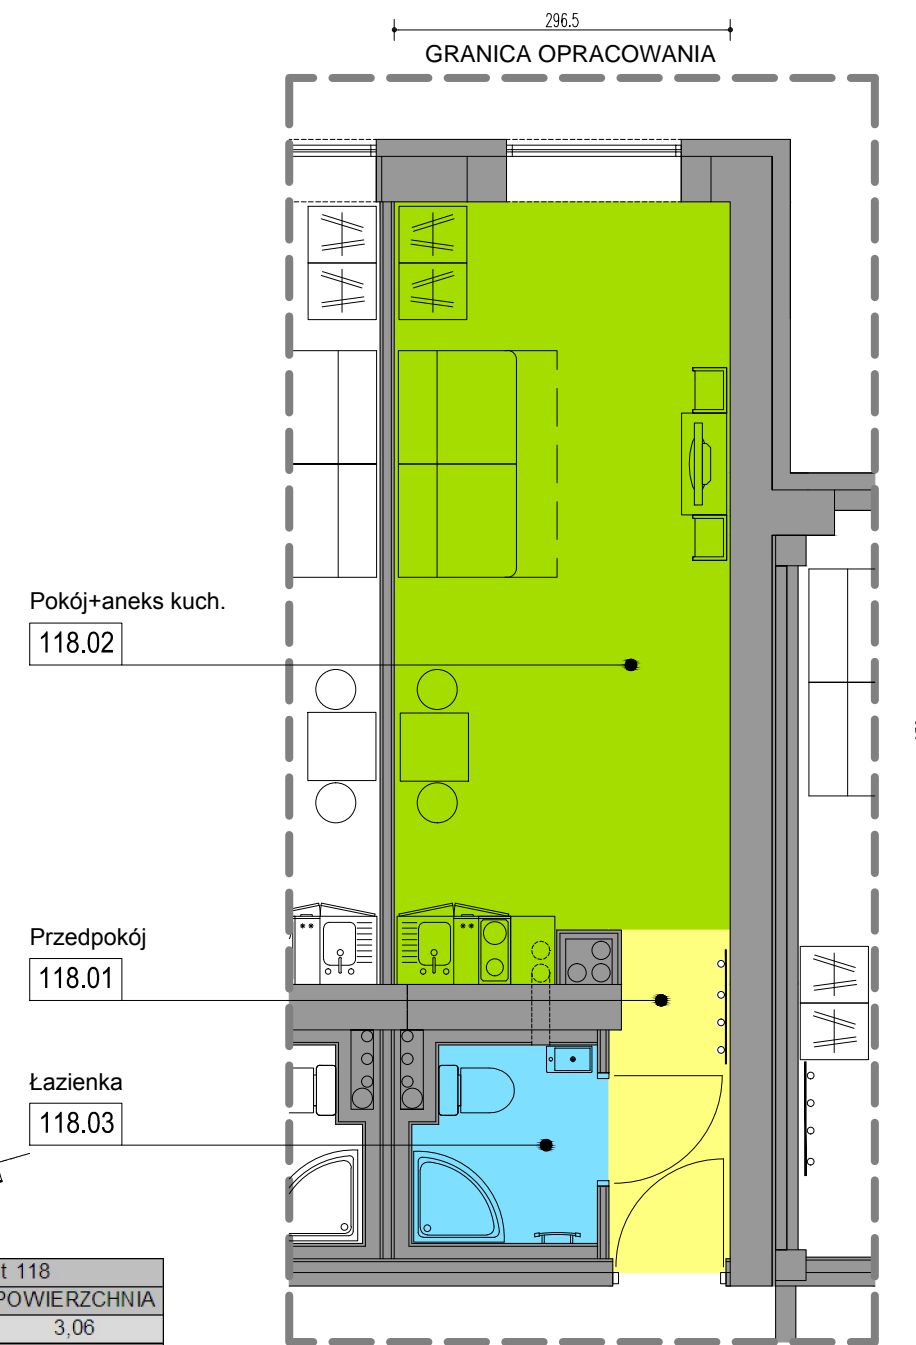 296.5
GRANICA OPRACOWANIA
Pokój+aneks kuch.
118.02
Przedpokój
118.01
Łazienka
118.03
t 118
POWIERZCHNIA
3,06